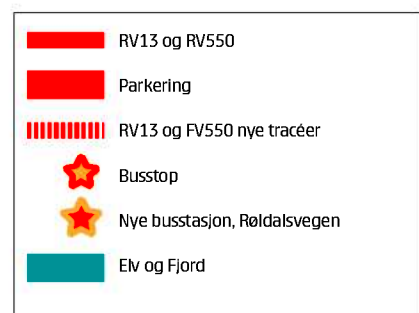 RV13 og RV550
Parkering
RV13 og FV550 nye tracéer
Busstop
Nye busstasjon, Røldalsvegen
Elv og Fjord